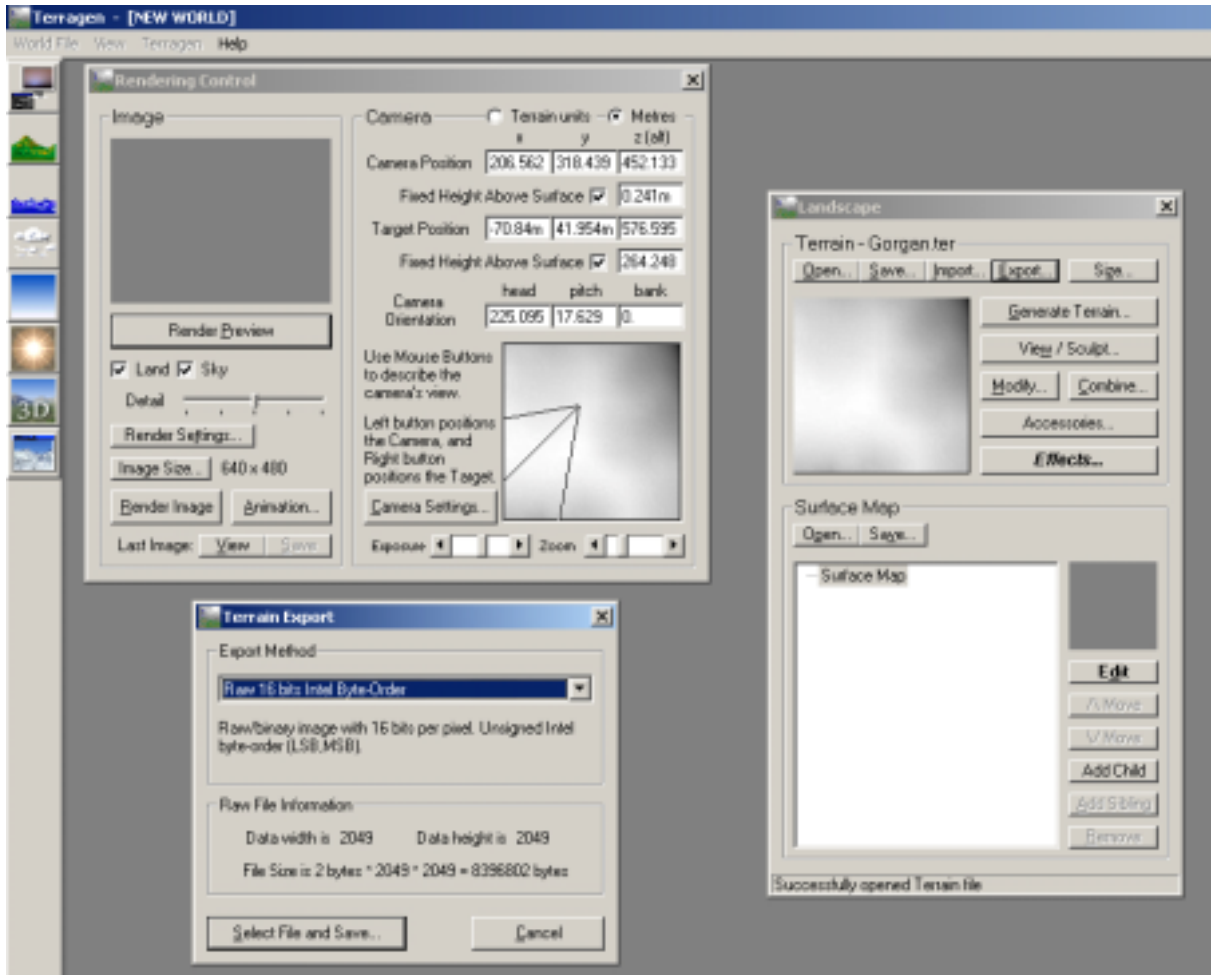 Terragen - [NEW WORLD]
World File View Terragen Help
Rendering Control
Image
Render Preview
Land Sky
Detail
Render Settings...
Image Size... 640 x 480
Render Image Animation...
Last Image: View Save
Camera Terrain units Metres
x y z (alt)
Camera Position 206.562 318.439 452.133
Fixed Height Above Surface 0.241m
Target Position -70.84m 41.954m 576.595
Fixed Height Above Surface 264.248
head pitch bank
Camera Orientation 225.095 17.629 0.
Use Mouse Buttons
to describe the
camera's view.
Left button positions
the Camera, and
Right button
positions the Target.
Camera Settings...
Exposure Zoom
3D
Landscape
Terrain - Gorgan.ter
Open... Save... Import... Export... Size...
Generate Terrain...
View / Sculpt...
Modify... Combine...
Accessories...
Effects...
Surface Map
Open... Save...
Surface Map
Edit
/\ Move
\/ Move
Add Child
Add Sibling
Remove
Successfully opened Terrain file
Terrain Export
Export Method
Raw 16 bits Intel Byte-Order
Raw/binary image with 16 bits per pixel. Unsigned Intel
byte-order (LSB,MSB).
Raw File Information
Data width is 2049 Data height is 2049
File Size is 2 bytes * 2049 * 2049 = 8396802 bytes
Select File and Save... Cancel